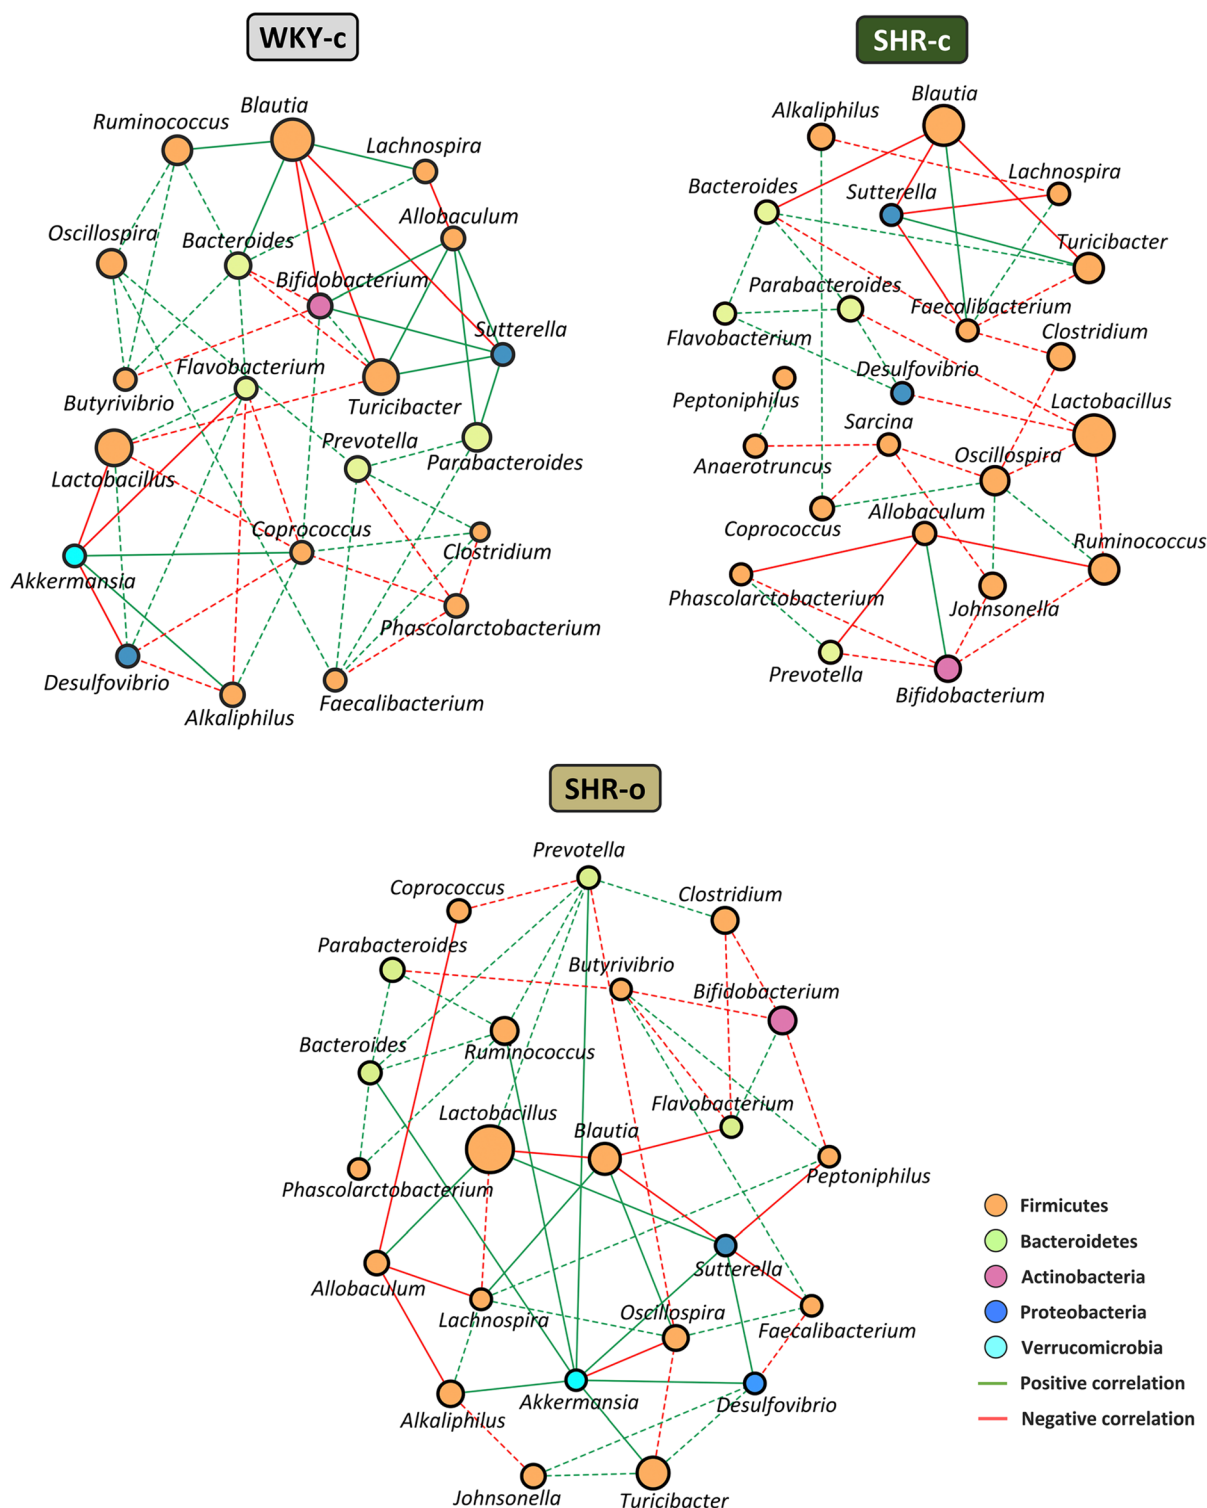 WKY-c
Blautia
Ruminococcus
Lachnospira
Allobaculum
Oscillospira
Bacteroides
Bifidobacterium
Sutterella
Flavobacterium
Butyrivibrio
Turicibacter
Prevotella
Parabacteroides
Lactobacillus
Coprococcus
Clostridium
Akkermansia
Phascolarctobacterium
Desulfovibrio
Faecalibacterium
Alkaliphilus
SHR-c
Blautia
Alkaliphilus
Lachnospira
Bacteroides
Sutterella
Turicibacter
Parabacteroides
Faecalibacterium
Flavobacterium
Clostridium
Desulfovibrio
Peptoniphilus
Lactobacillus
Sarcina
Oscillospira
Anaerotruncus
Allobaculum
Coprococcus
Ruminococcus
Phascolarctobacterium
Johnsonella
Prevotella
Bifidobacterium
SHR-o
Prevotella
Coprococcus
Clostridium
Parabacteroides
Butyrivibrio
Bifidobacterium
Bacteroides
Ruminococcus
Flavobacterium
Lactobacillus
Blautia
Peptoniphilus
Phascolarctobacterium
Sutterella
Allobaculum
Oscillospira
Lachnospira
Faecalibacterium
Akkermansia
Desulfovibrio
Alkaliphilus
Johnsonella
Turicibacter
Firmicutes
Bacteroidetes
Actinobacteria
Proteobacteria
Verrucomicrobia
Positive correlation
Negative correlation